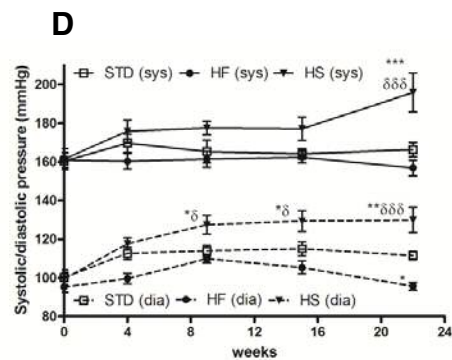 D
STD (sys) HF (sys) HS (sys)
***
δδδ
Systolic/diastolic pressure (mmHg)
200
180
160
140
120
100
80
*δ *δ **δδδ
*
STD (dia) HF (dia) HS (dia)
0 4 8 12 16 20 24
weeks